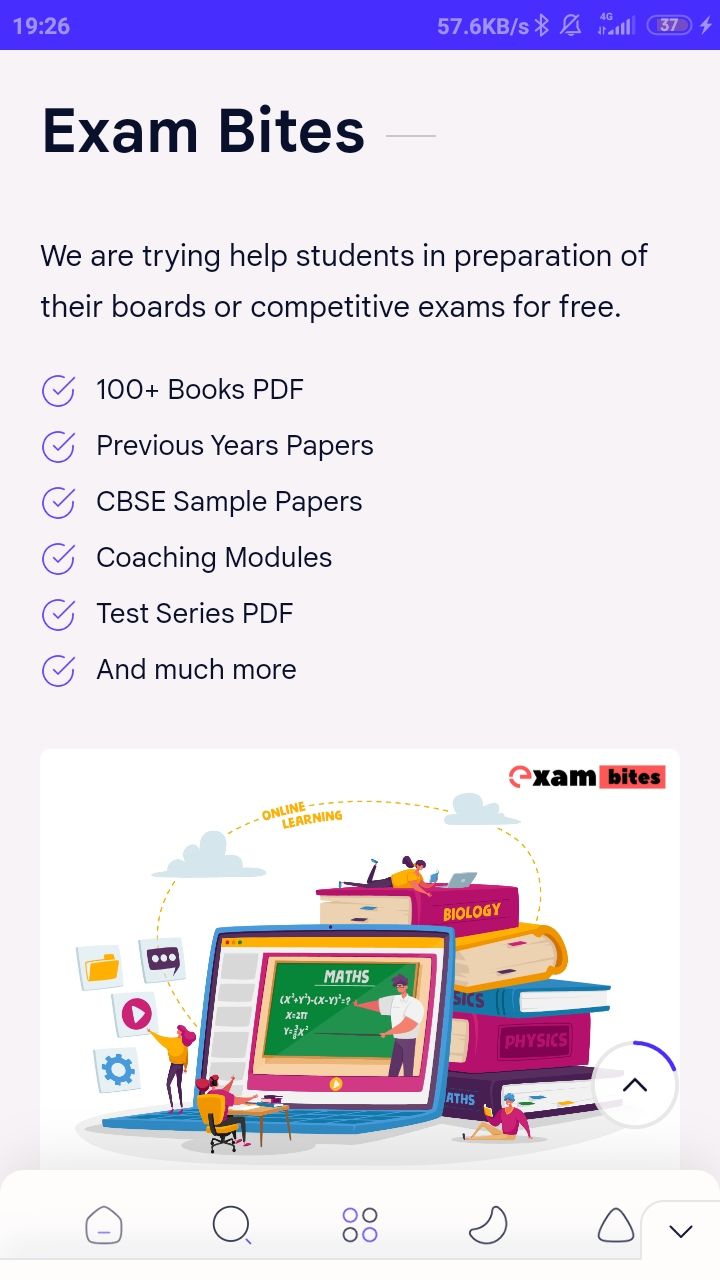 19:26
57.6KB/s 4G 37
Exam Bites
We are trying help students in preparation of
their boards or competitive exams for free.
100+ Books PDF
Previous Years Papers
CBSE Sample Papers
Coaching Modules
Test Series PDF
And much more
exam bites
ONLINE
LEARNING
BIOLOGY
MATHS
X=2π
SICS
PHYSICS
ATHS